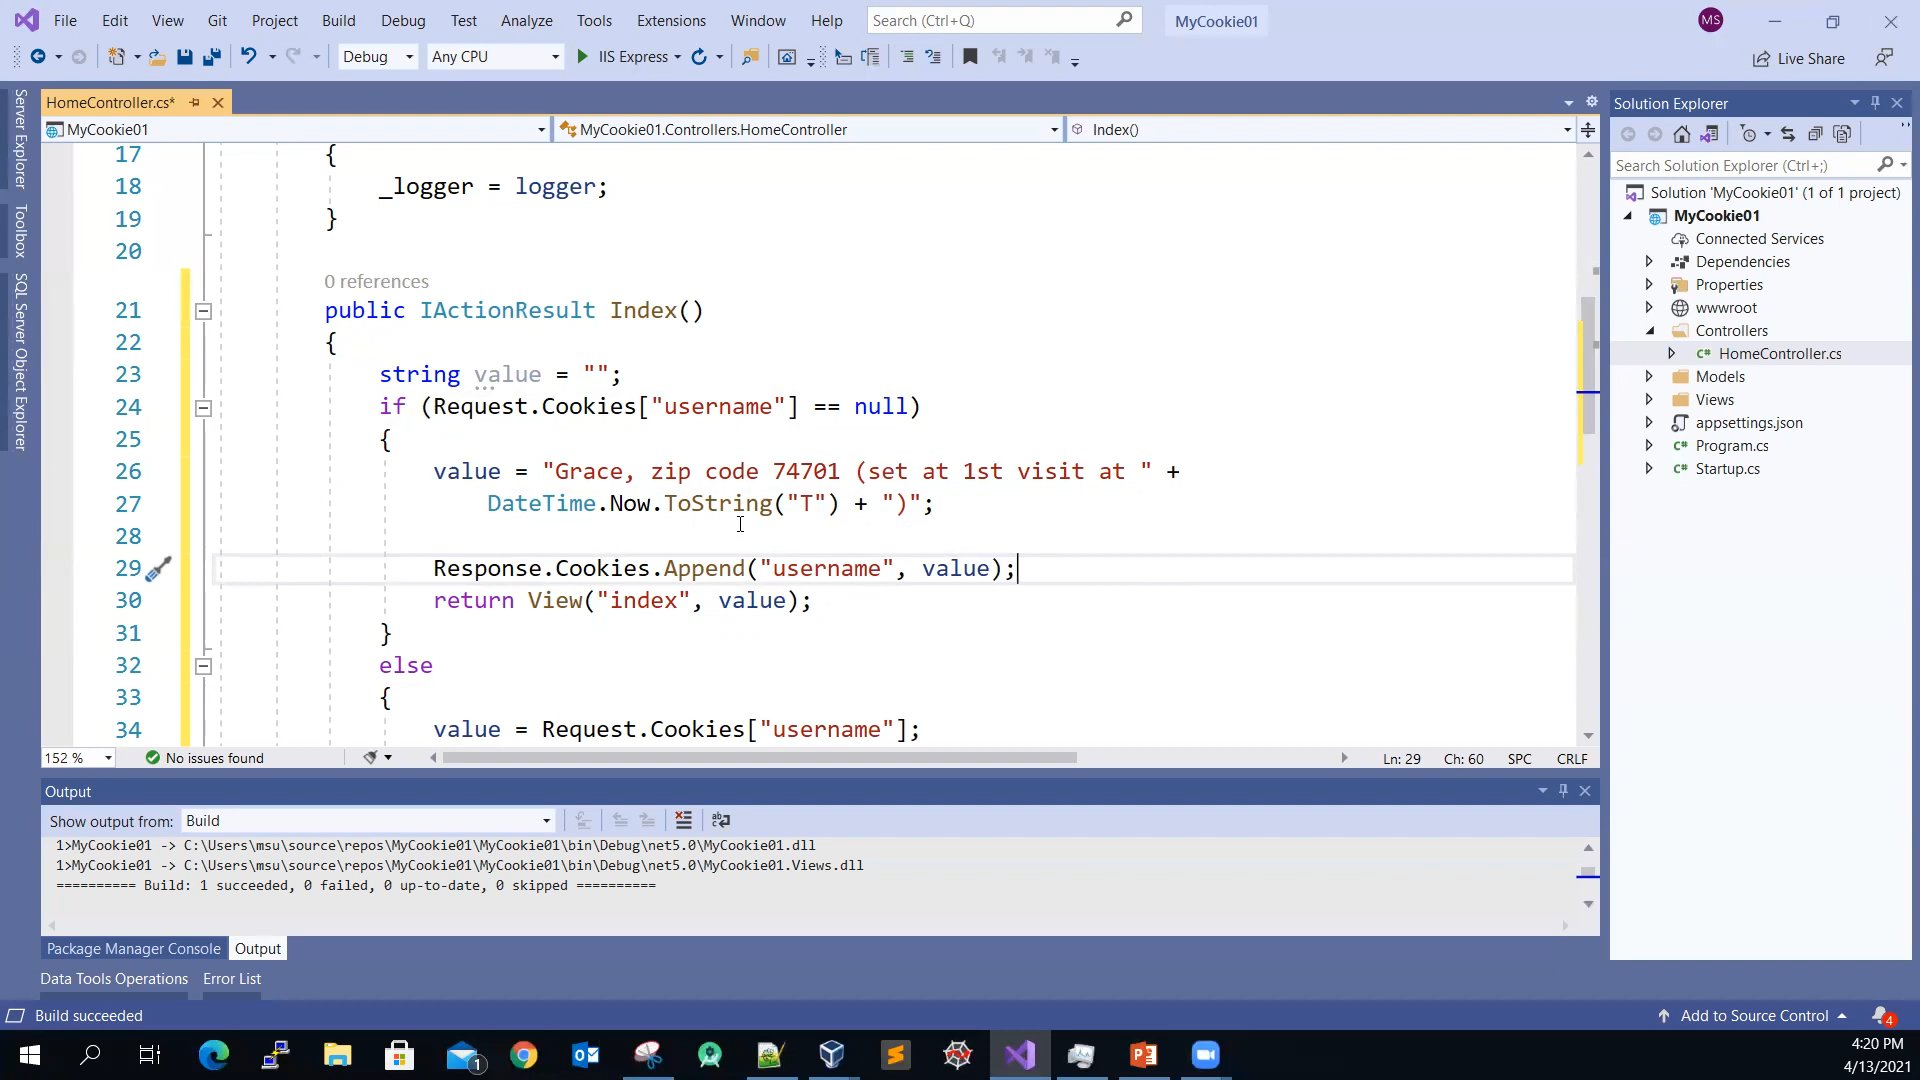 File Edit View Git Project Build Debug Test Analyze Tools Extensions Window Help Search (Ctrl+Q) MyCookie01 MS
Debug Any CPU IIS Express Live Share
HomeController.cs*
MyCookie01 MyCookie01.Controllers.HomeController Index()
17 {
18 _logger = logger;
19 }
20
0 references
21 public IActionResult Index()
22 {
23 string value = "";
24 if (Request.Cookies["username"] == null)
25 {
26 value = "Grace, zip code 74701 (set at 1st visit at " +
27 DateTime.Now.ToString("T") + ")";
28
29 Response.Cookies.Append("username", value);
30 return View("index", value);
31 }
32 else
33 {
34 value = Request.Cookies["username"];
152 % No issues found Ln: 29 Ch: 60 SPC CRLF
Output
Show output from: Build
1>MyCookie01 -> C:\Users\msu\source\repos\MyCookie01\MyCookie01\bin\Debug\net5.0\MyCookie01.dll
1>MyCookie01 -> C:\Users\msu\source\repos\MyCookie01\MyCookie01\bin\Debug\net5.0\MyCookie01.Views.dll
========== Build: 1 succeeded, 0 failed, 0 up-to-date, 0 skipped ==========
Package Manager Console Output
Data Tools Operations Error List
Server Explorer
Toolbox
SQL Server Object Explorer
Solution Explorer
Search Solution Explorer (Ctrl+;)
Solution 'MyCookie01' (1 of 1 project)
MyCookie01
Connected Services
Dependencies
Properties
wwwroot
Controllers
C# HomeController.cs
Models
Views
appsettings.json
C# Program.cs
C# Startup.cs
Build succeeded Add to Source Control 4
1
4:20 PM
4/13/2021